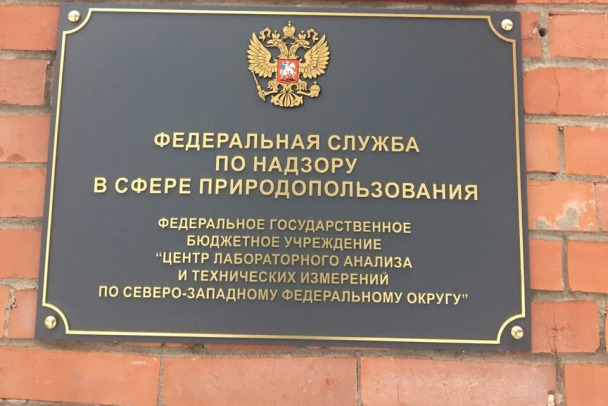 ФЕДЕРАЛЬНАЯ СЛУЖБА
ПО НАДЗОРУ
В СФЕРЕ ПРИРОДОПОЛЬЗОВАНИЯ
ФЕДЕРАЛЬНОЕ ГОСУДАРСТВЕННОЕ
БЮДЖЕТНОЕ УЧРЕЖДЕНИЕ
"ЦЕНТР ЛАБОРАТОРНОГО АНАЛИЗА
И ТЕХНИЧЕСКИХ ИЗМЕРЕНИЙ
ПО СЕВЕРО-ЗАПАДНОМУ ФЕДЕРАЛЬНОМУ ОКРУГУ"